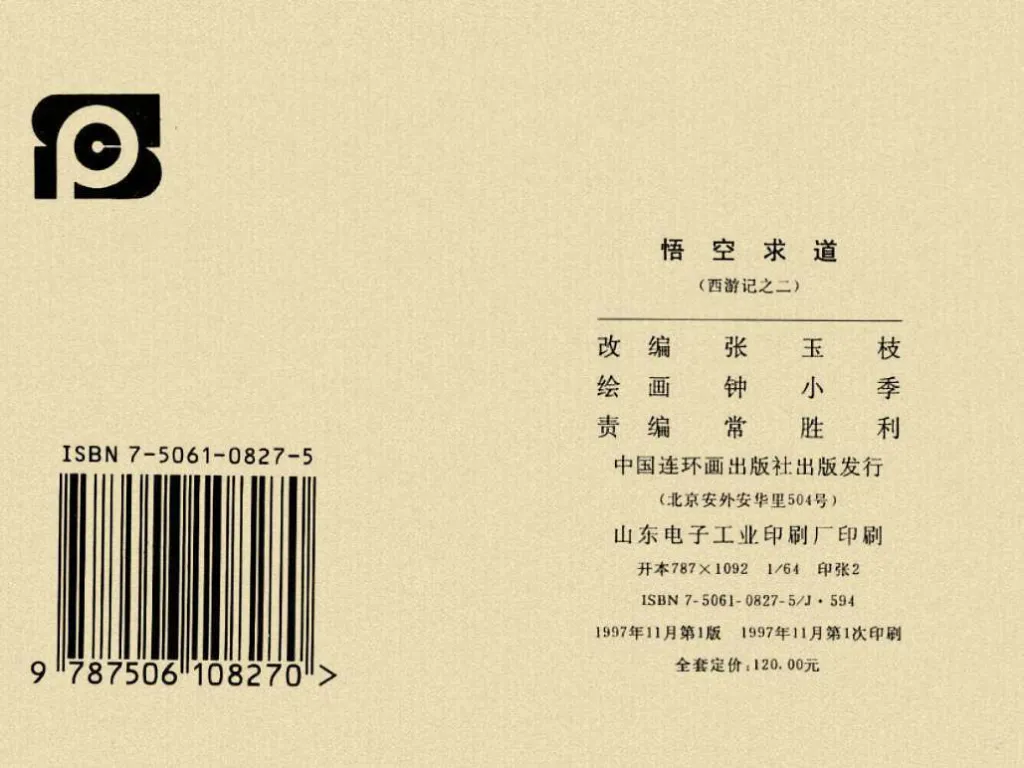 悟空求道
（西游记之二）
改编 张玉枝
绘画 钟小季
责编 常胜利
中国连环画出版社出版发行
（北京安外安华里504号）
山东电子工业印刷厂印刷
开本787×1092 1/64 印张2
ISBN 7-5061-0827-5/J·594
1997年11月第1版 1997年11月第1次印刷
全套定价：120.00元
ISBN 7-5061-0827-5
9 787506 108270 >